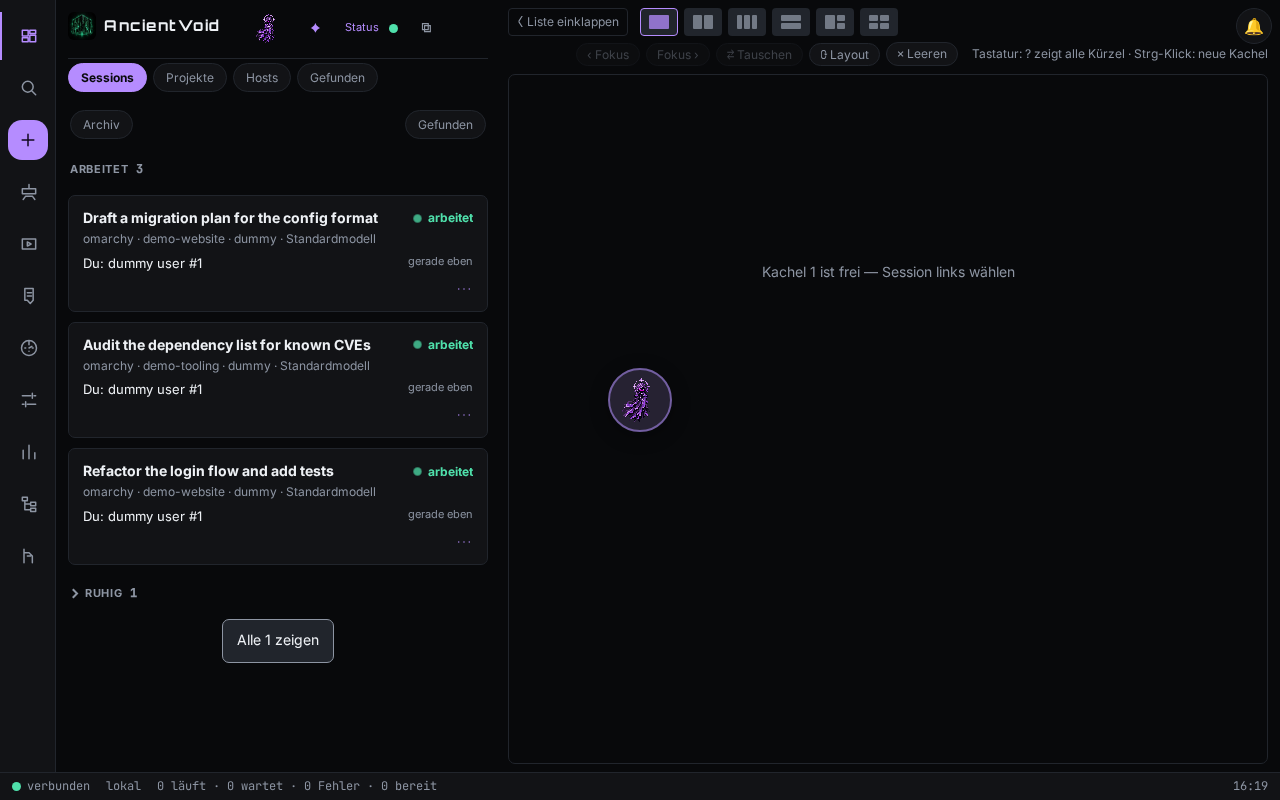 AncientVoid
Status
Sessions Projekte Hosts Gefunden
Archiv Gefunden
ARBEITET 3
Draft a migration plan for the config format arbeitet
omarchy · demo-website · dummy · Standardmodell
Du: dummy user #1 gerade eben
...
Audit the dependency list for known CVEs arbeitet
omarchy · demo-tooling · dummy · Standardmodell
Du: dummy user #1 gerade eben
...
Refactor the login flow and add tests arbeitet
omarchy · demo-website · dummy · Standardmodell
Du: dummy user #1 gerade eben
...
RUHIG 1
Alle 1 zeigen
Liste einklappen
‹ Fokus Fokus › ⇄ Tauschen Layout × Leeren Tastatur: ? zeigt alle Kürzel · Strg-Klick: neue Kachel
Kachel 1 ist frei — Session links wählen
verbunden lokal 0 läuft · 0 wartet · 0 Fehler · 0 bereit 16:19